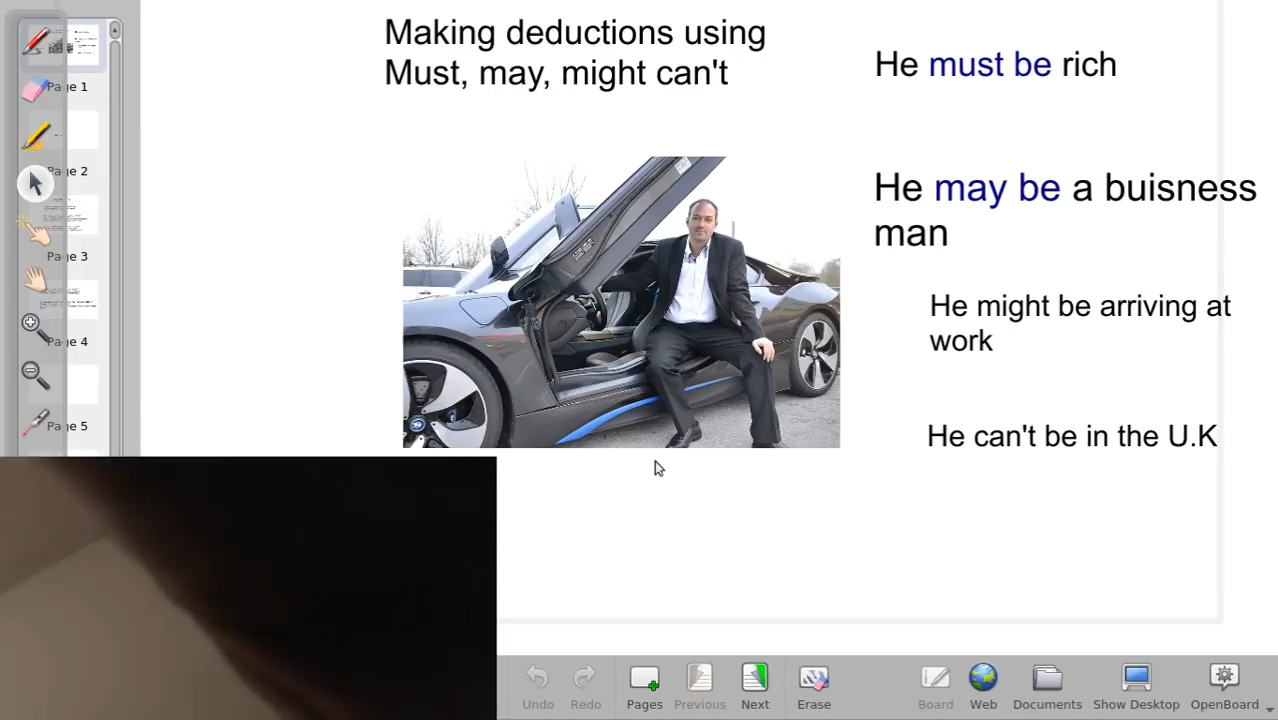 Making deductions using
Must, may, might can't
He must be rich
He may be a buisness
man
He might be arriving at
work
He can't be in the U.K
Page 1
Page 2
Page 3
Page 4
Page 5
Undo
Redo
Pages
Previous
Next
Erase
Board
Web
Documents
Show Desktop
OpenBoard